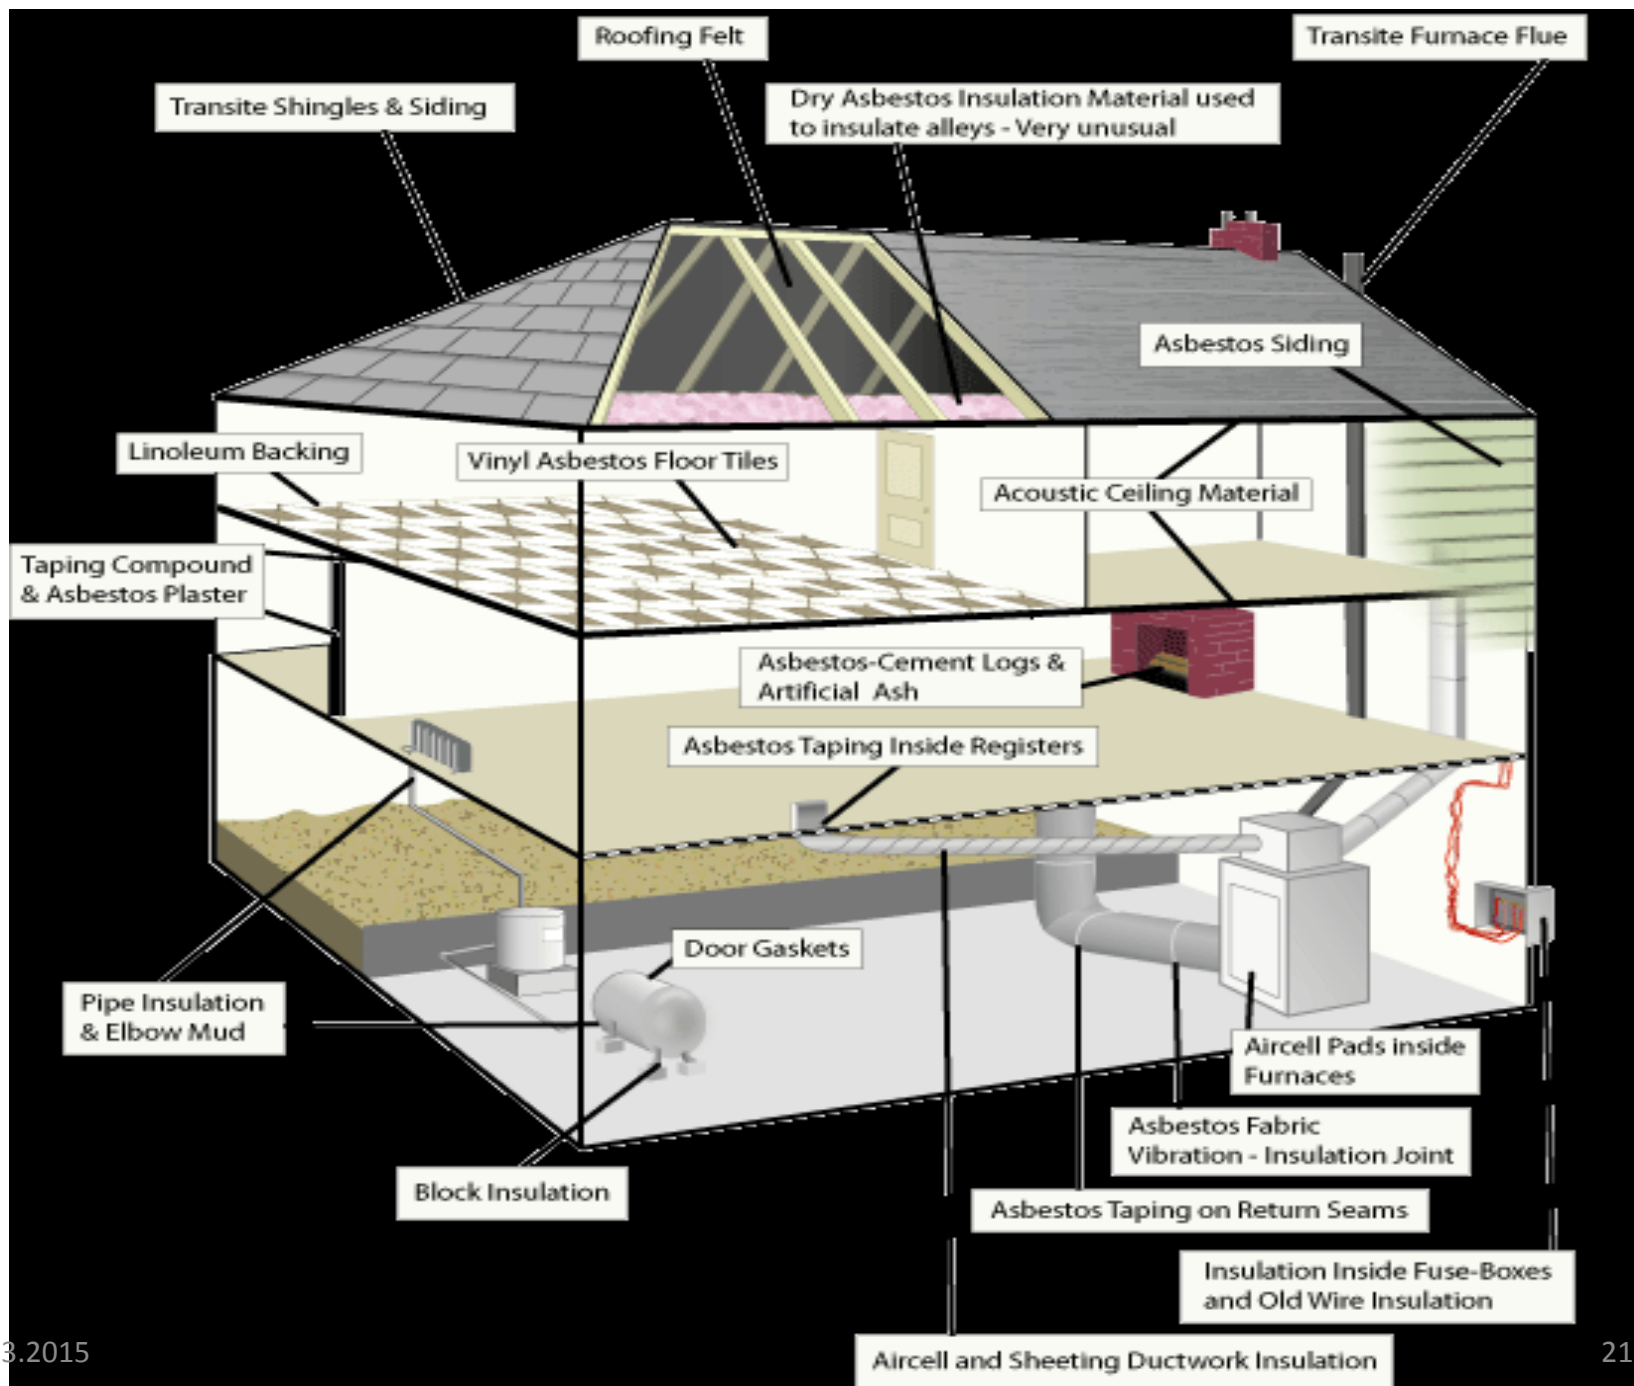 Roofing Felt
Transite Furnace Flue
Transite Shingles & Siding
Dry Asbestos Insulation Material used
to insulate alleys - Very unusual
Asbestos Siding
Linoleum Backing
Vinyl Asbestos Floor Tiles
Acoustic Ceiling Material
Taping Compound
& Asbestos Plaster
Asbestos-Cement Logs &
Artificial Ash
Asbestos Taping Inside Registers
Door Gaskets
Pipe Insulation
& Elbow Mud
Aircell Pads inside
Furnaces
Asbestos Fabric
Vibration - Insulation Joint
Block Insulation
Asbestos Taping on Return Seams
Insulation Inside Fuse-Boxes
and Old Wire Insulation
Aircell and Sheeting Ductwork Insulation
3.2015
21